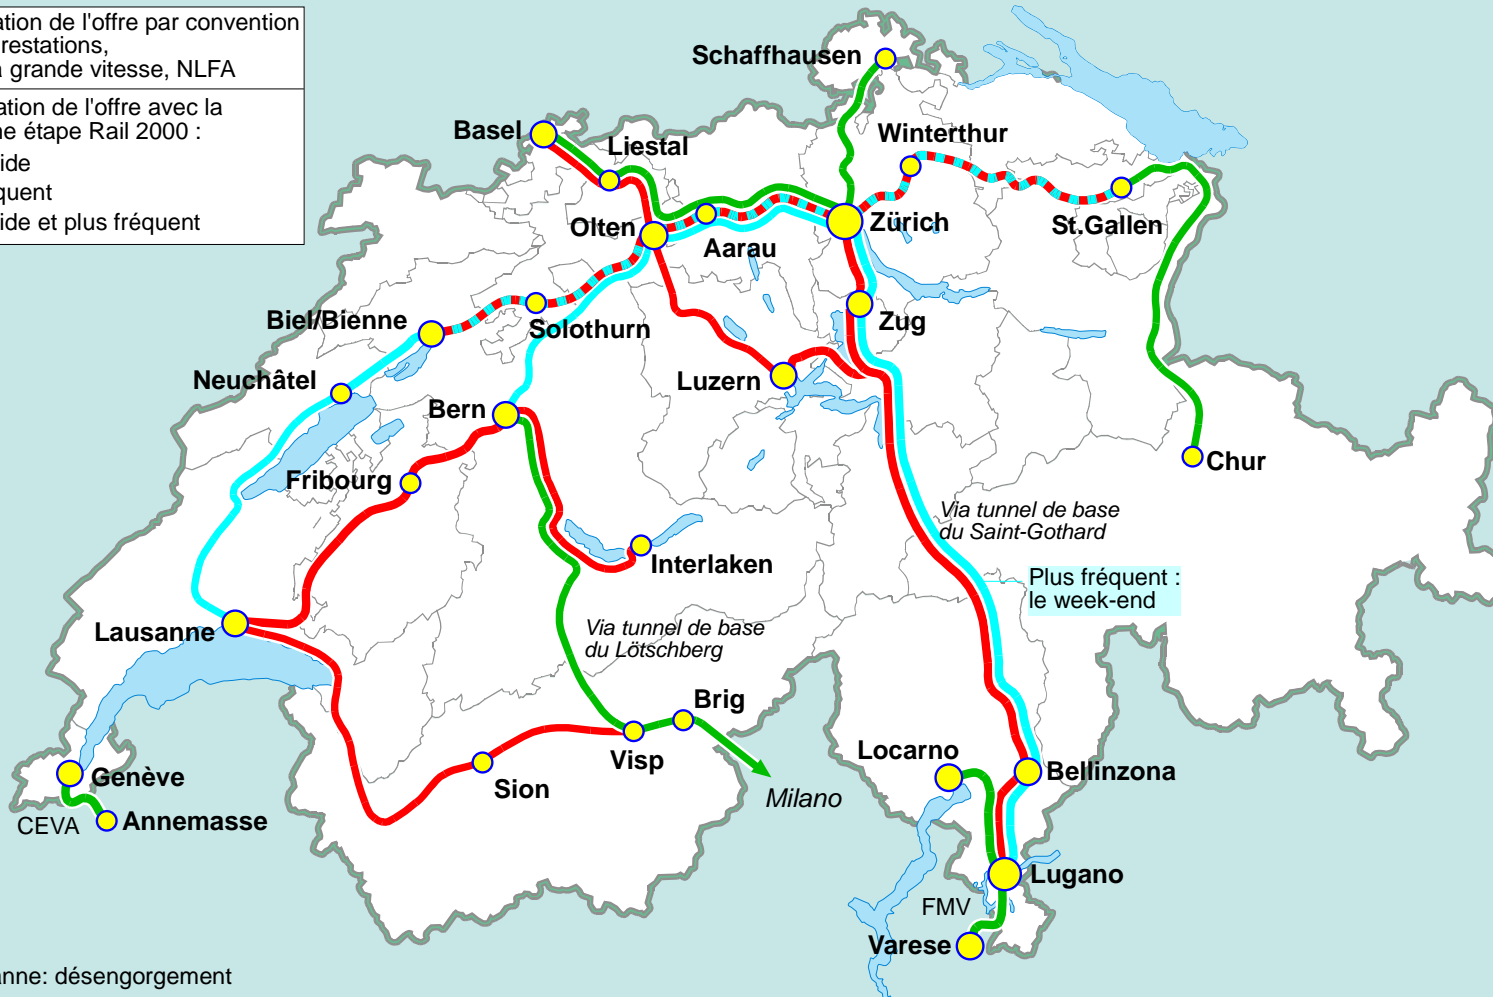 ation de l'offre par convention
restations,
a grande vitesse, NLFA
ation de l'offre avec la
ne étape Rail 2000 :
ide
quent
ide et plus fréquent
Schaffhausen
Basel
Liestal
Winterthur
Olten
Aarau
Zürich
St.Gallen
Biel/Bienne
Solothurn
Zug
Neuchâtel
Luzern
Bern
Fribourg
Chur
Via tunnel de base
du Saint-Gothard
Interlaken
Plus fréquent :
le week-end
Lausanne
Via tunnel de base
du Lötschberg
Brig
Visp
Sion
Milano
Locarno
Bellinzona
Genève
CEVA
Annemasse
Lugano
FMV
Varese
anne: désengorgement